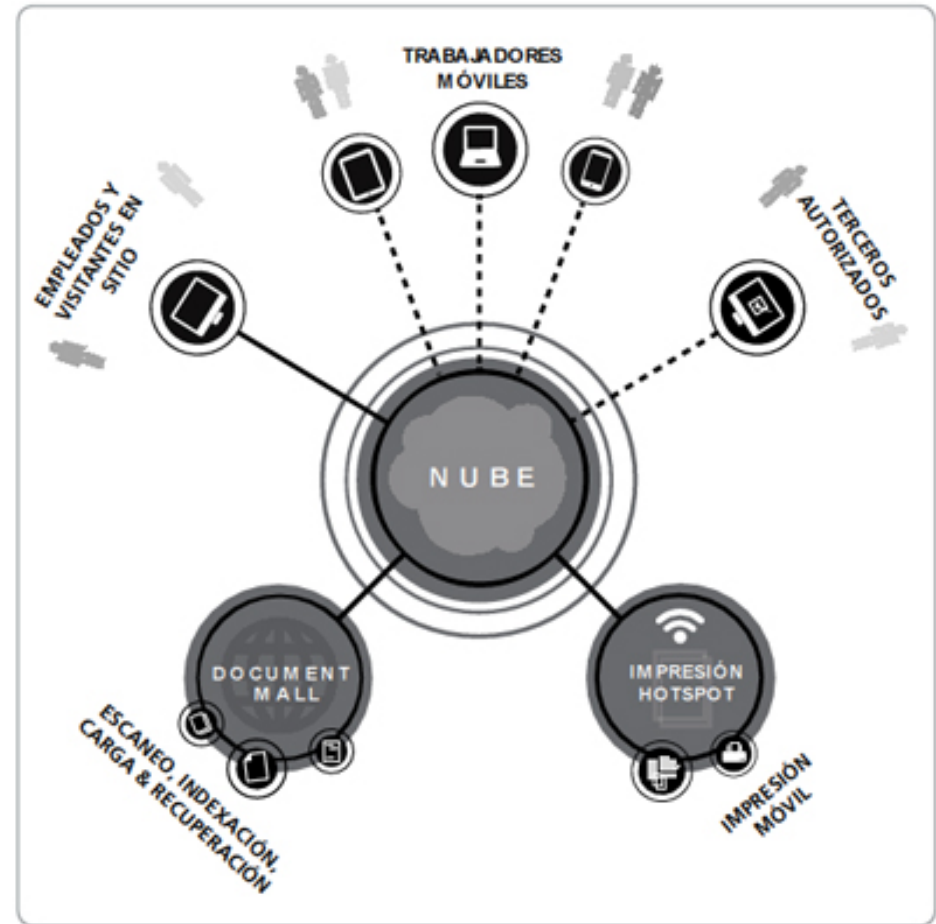 TRABAJADORES
MÓVILES
EMPLEADOS Y
VISITANTES EN
SITIO
TERCEROS
AUTORIZADOS
NUBE
DOCUMENT
MALL
IMPRESIÓN
HOTSPOT
ESCANEO, INDEXACIÓN,
CARGA & RECUPERACIÓN
IMPRESIÓN
MÓVIL